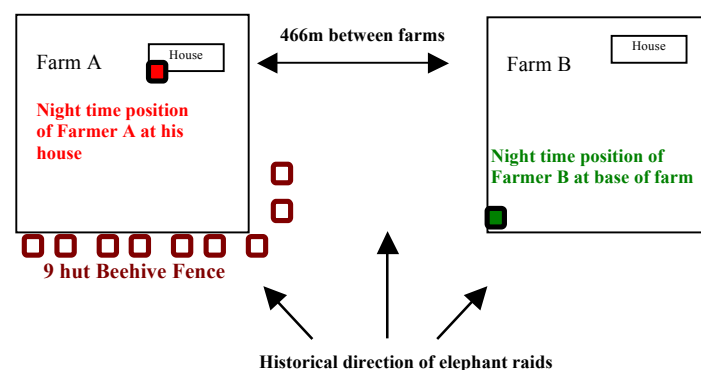 466m between farms
Farm A
House
Night time position
of Farmer A at his
house
Farm B
House
Night time position of
Farmer B at base of farm
9 hut Beehive Fence
Historical direction of elephant raids